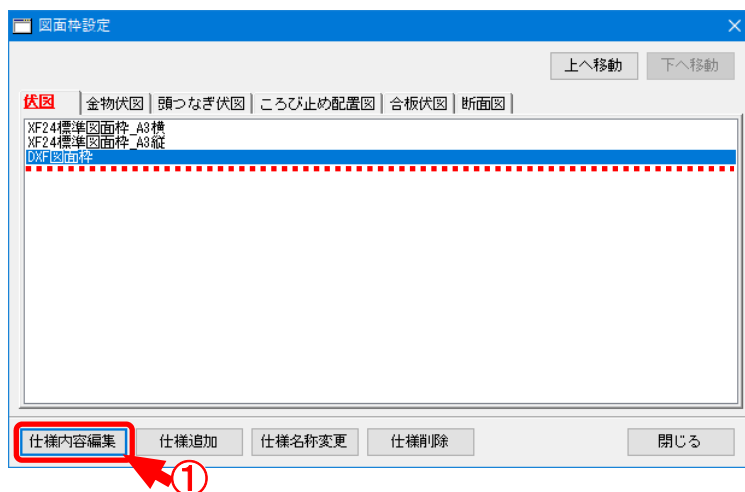 図面枠設定
上へ移動 下へ移動
伏図 金物伏図 頭つなぎ伏図 ころび止め配置図 合板伏図 断面図
XF24標準図面枠_A3横
XF24標準図面枠_A3縦
DXF図面枠
仕様内容編集 仕様追加 仕様名称変更 仕様削除 閉じる
①